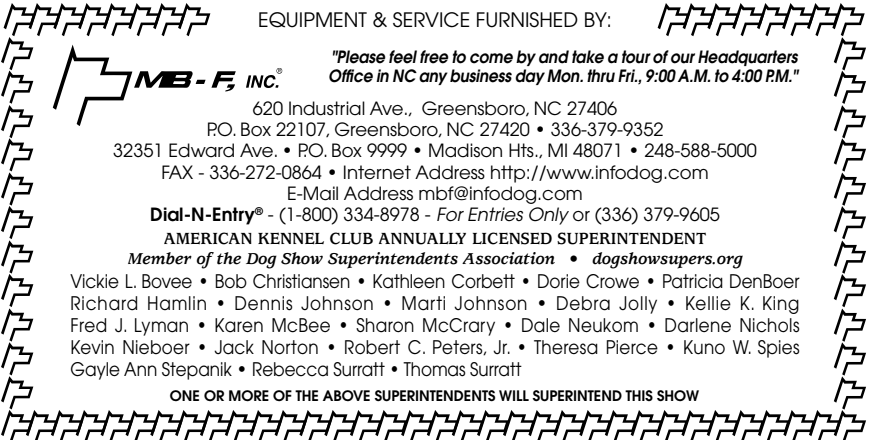 EQUIPMENT & SERVICE FURNISHED BY:
MB-F, INC.®
"Please feel free to come by and take a tour of our Headquarters
Office in NC any business day Mon. thru Fri., 9:00 A.M. to 4:00 P.M."
620 Industrial Ave., Greensboro, NC 27406
P.O. Box 22107, Greensboro, NC 27420 • 336-379-9352
32351 Edward Ave. • P.O. Box 9999 • Madison Hts., MI 48071 • 248-588-5000
FAX - 336-272-0864 • Internet Address http://www.infodog.com
E-Mail Address mbf@infodog.com
Dial-N-Entry® - (1-800) 334-8978 - For Entries Only or (336) 379-9605
AMERICAN KENNEL CLUB ANNUALLY LICENSED SUPERINTENDENT
Member of the Dog Show Superintendents Association • dogshowsupers.org
Vickie L. Bovee • Bob Christiansen • Kathleen Corbett • Dorie Crowe • Patricia DenBoer
Richard Hamlin • Dennis Johnson • Marti Johnson • Debra Jolly • Kellie K. King
Fred J. Lyman • Karen McBee • Sharon McCrary • Dale Neukom • Darlene Nichols
Kevin Nieboer • Jack Norton • Robert C. Peters, Jr. • Theresa Pierce • Kuno W. Spies
Gayle Ann Stepanik • Rebecca Surratt • Thomas Surratt
ONE OR MORE OF THE ABOVE SUPERINTENDENTS WILL SUPERINTEND THIS SHOW